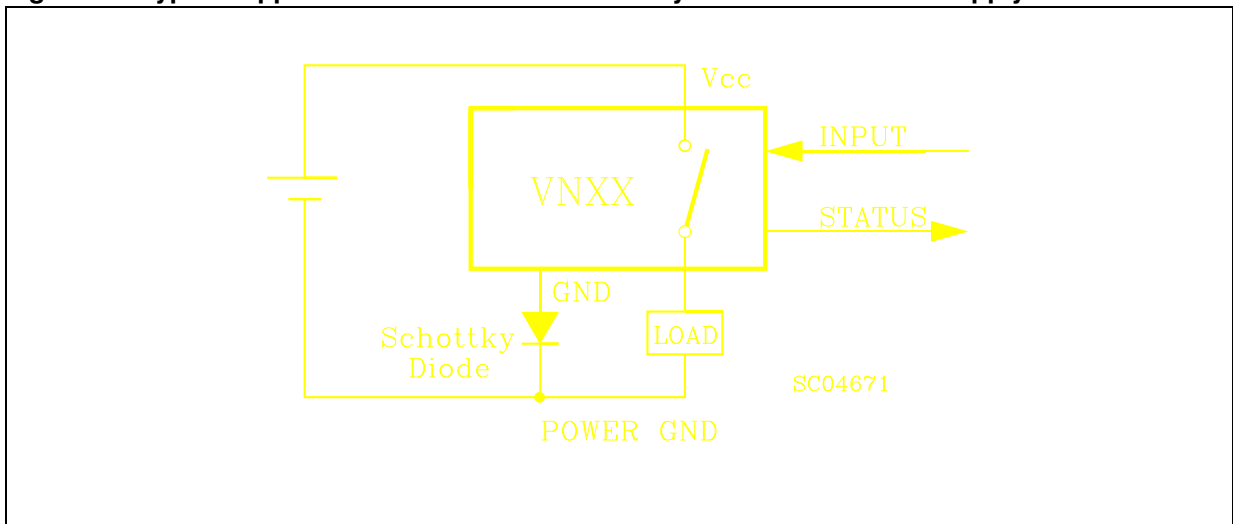 Vcc
INPUT
VNXX
STATUS
GND
Schottky
Diode
LOAD
SC04671
POWER GND